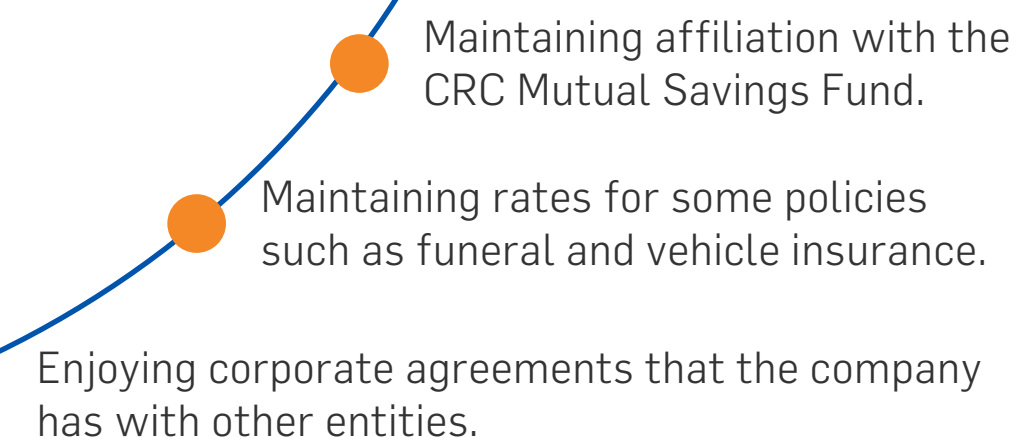 Maintaining affiliation with the
CRC Mutual Savings Fund.
Maintaining rates for some policies
such as funeral and vehicle insurance.
Enjoying corporate agreements that the company
has with other entities.